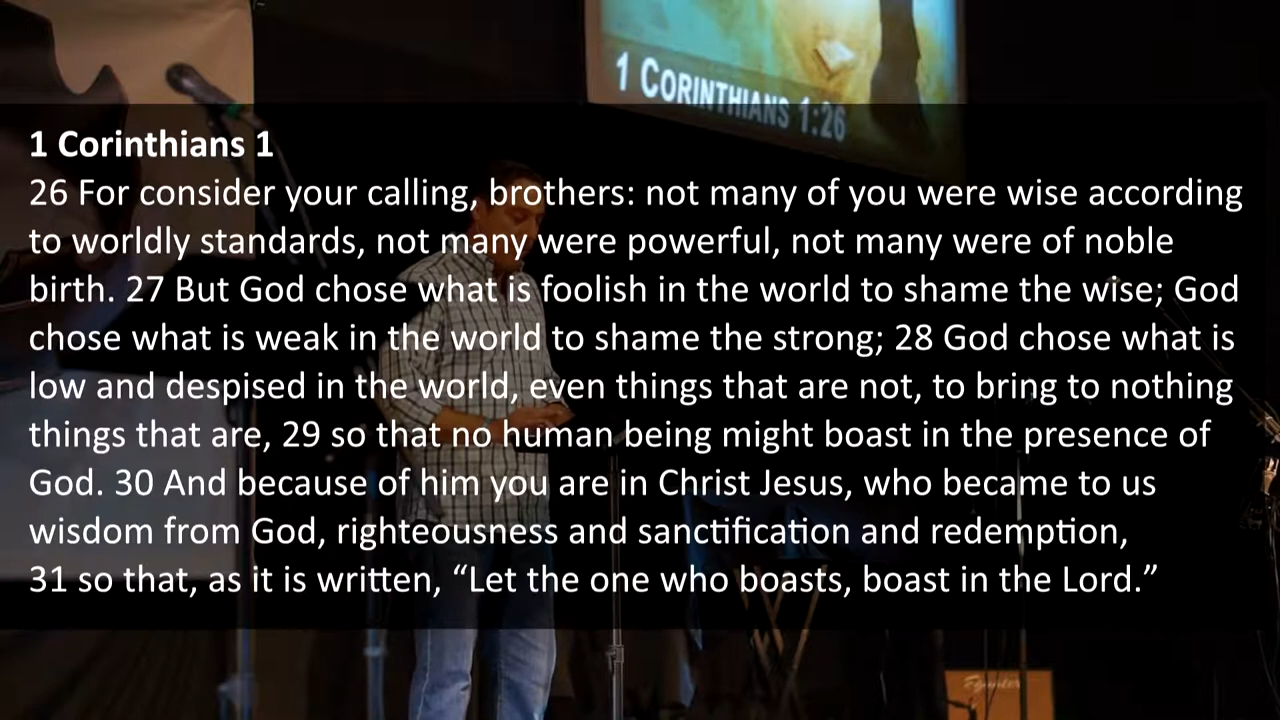 1 CORINTHIANS 1:26
1 Corinthians 1
26 For consider your calling, brothers: not many of you were wise according
to worldly standards, not many were powerful, not many were of noble
birth. 27 But God chose what is foolish in the world to shame the wise; God
chose what is weak in the world to shame the strong; 28 God chose what is
low and despised in the world, even things that are not, to bring to nothing
things that are, 29 so that no human being might boast in the presence of
God. 30 And because of him you are in Christ Jesus, who became to us
wisdom from God, righteousness and sanctification and redemption,
31 so that, as it is written, “Let the one who boasts, boast in the Lord.”